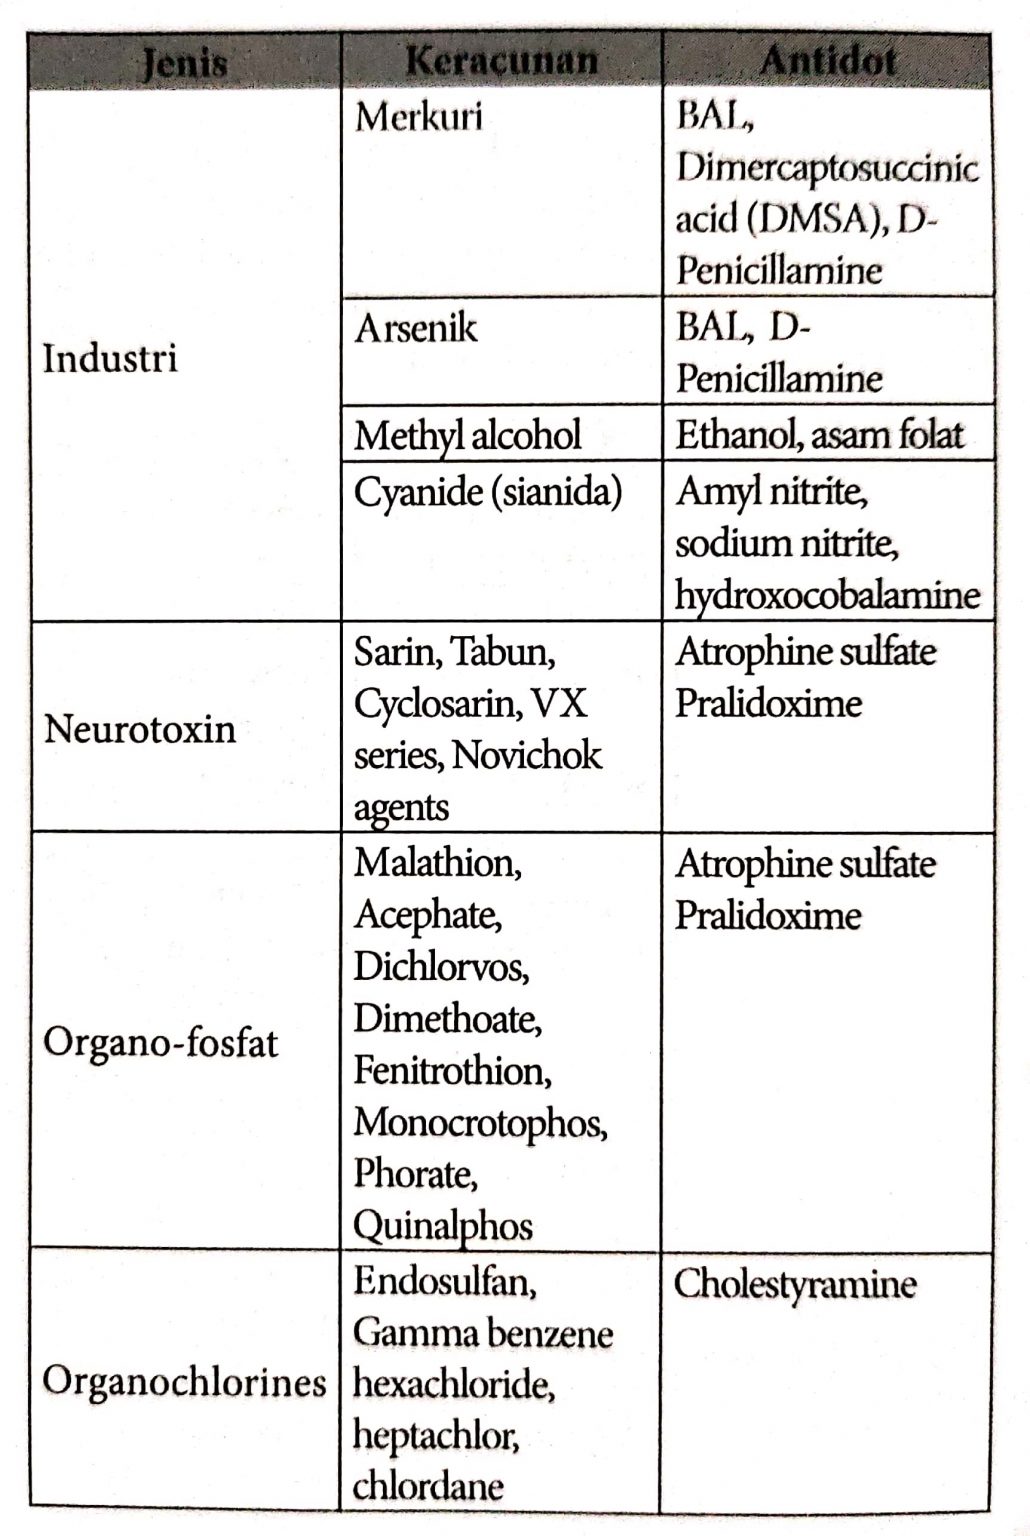 Jenis
Keracunan
Antidot
Industri
Merkuri
BAL,
Dimercaptosuccinic
acid (DMSA), D-
Penicillamine
Arsenik
BAL, D-
Penicillamine
Methyl alcohol
Ethanol, asam folat
Cyanide (sianida)
Amyl nitrite,
sodium nitrite,
hydroxocobalamine
Neurotoxin
Sarin, Tabun,
Cyclosarin, VX
series, Novichok
agents
Atrophine sulfate
Pralidoxime
Organo-fosfat
Malathion,
Acephate,
Dichlorvos,
Dimethoate,
Fenitrothion,
Monocrotophos,
Phorate,
Quinalphos
Atrophine sulfate
Pralidoxime
Organochlorines
Endosulfan,
Gamma benzene
hexachloride,
heptachlor,
chlordane
Cholestyramine